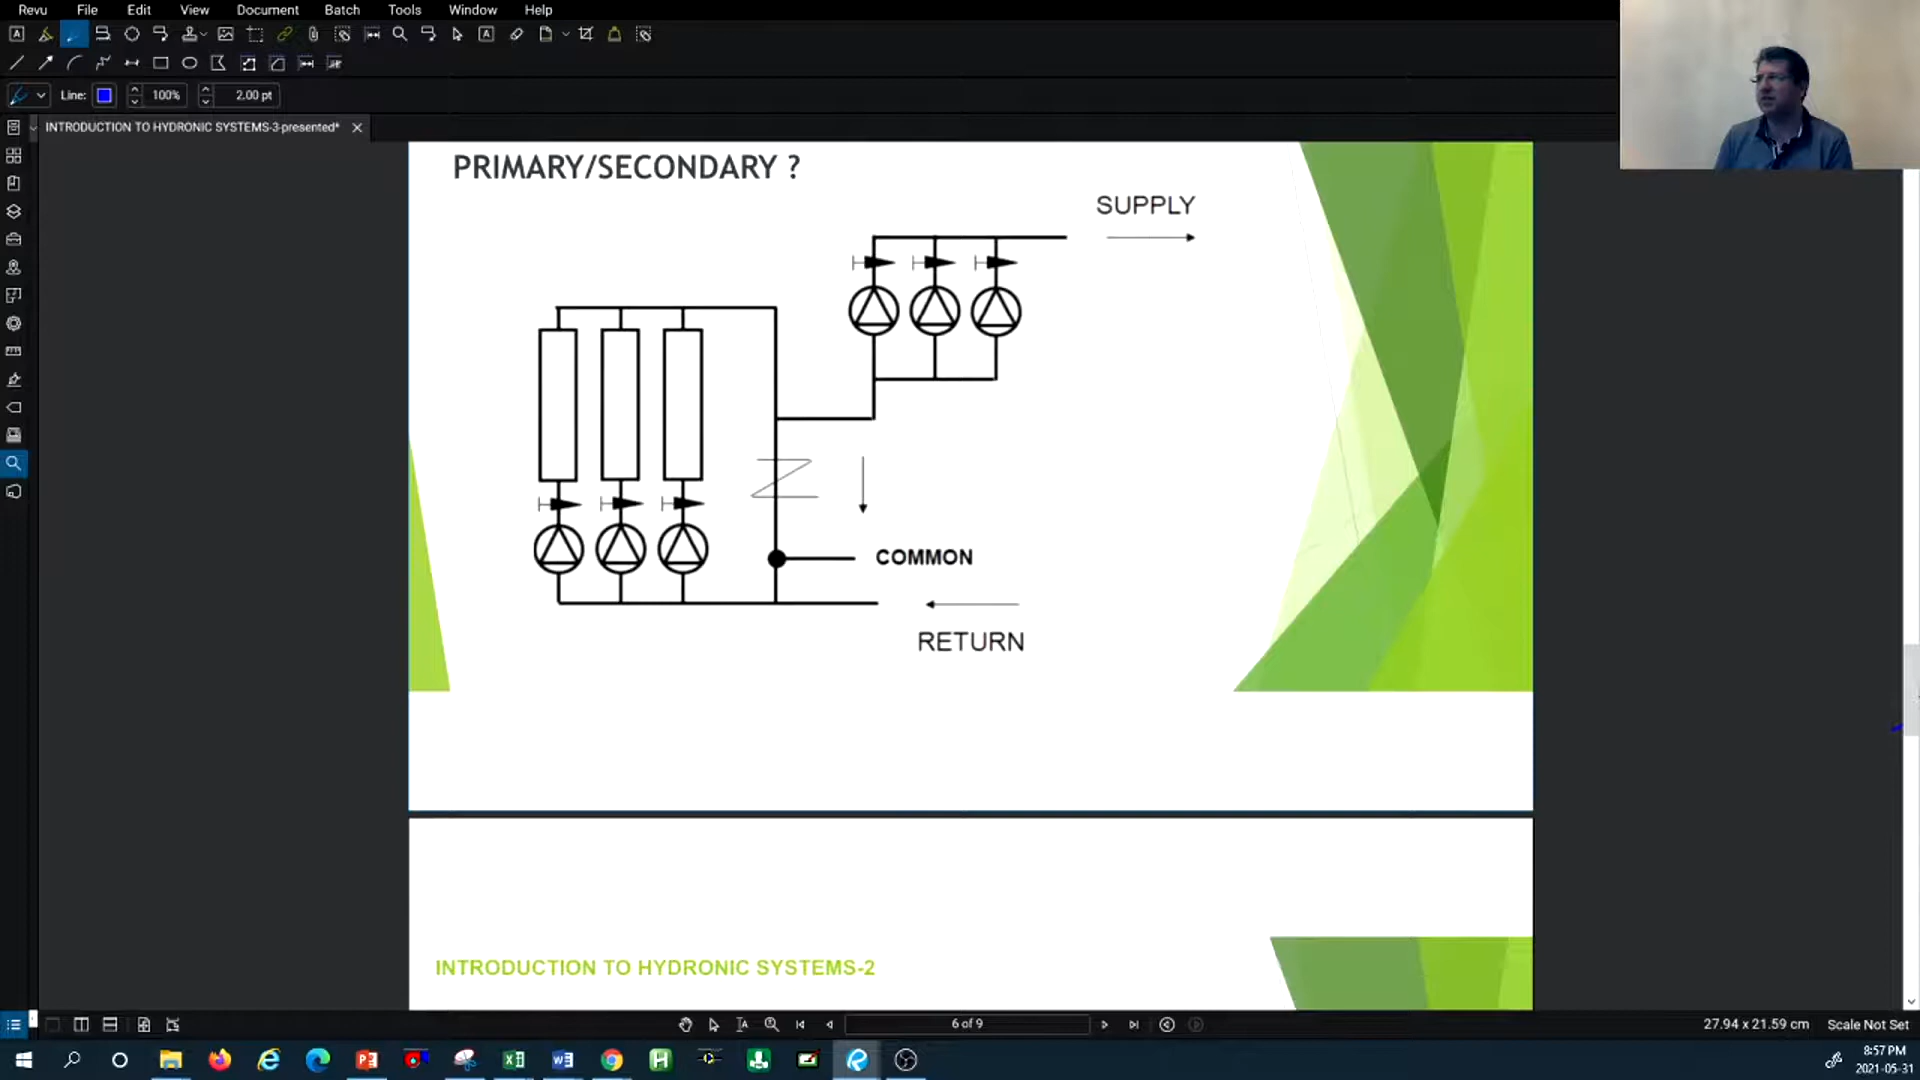 Revu File Edit View Document Batch Tools Window Help
Line: 100% 2.00 pt
INTRODUCTION TO HYDRONIC SYSTEMS-3-presented*
PRIMARY/SECONDARY ?
SUPPLY
COMMON
RETURN
INTRODUCTION TO HYDRONIC SYSTEMS-2
6 of 9
27.94 x 21.59 cm Scale Not Set
8:57 PM
2021-05-31